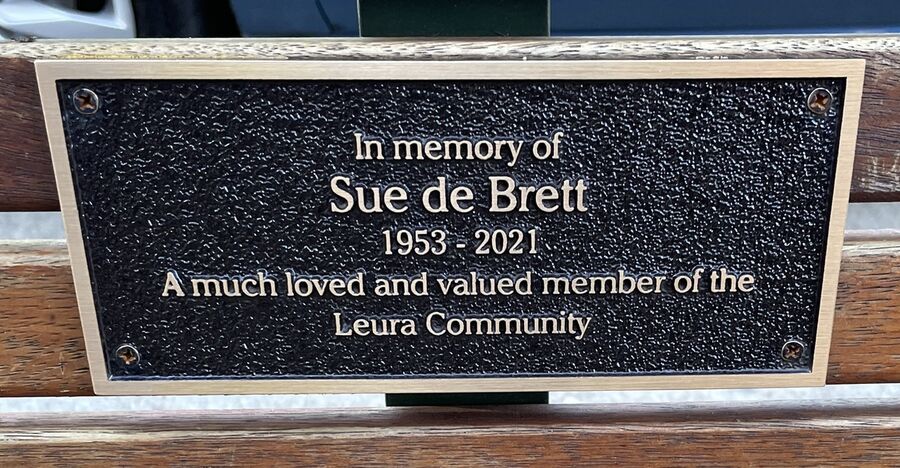 In memory of
Sue de Brett
1953 - 2021
A much loved and valued member of the
Leura Community